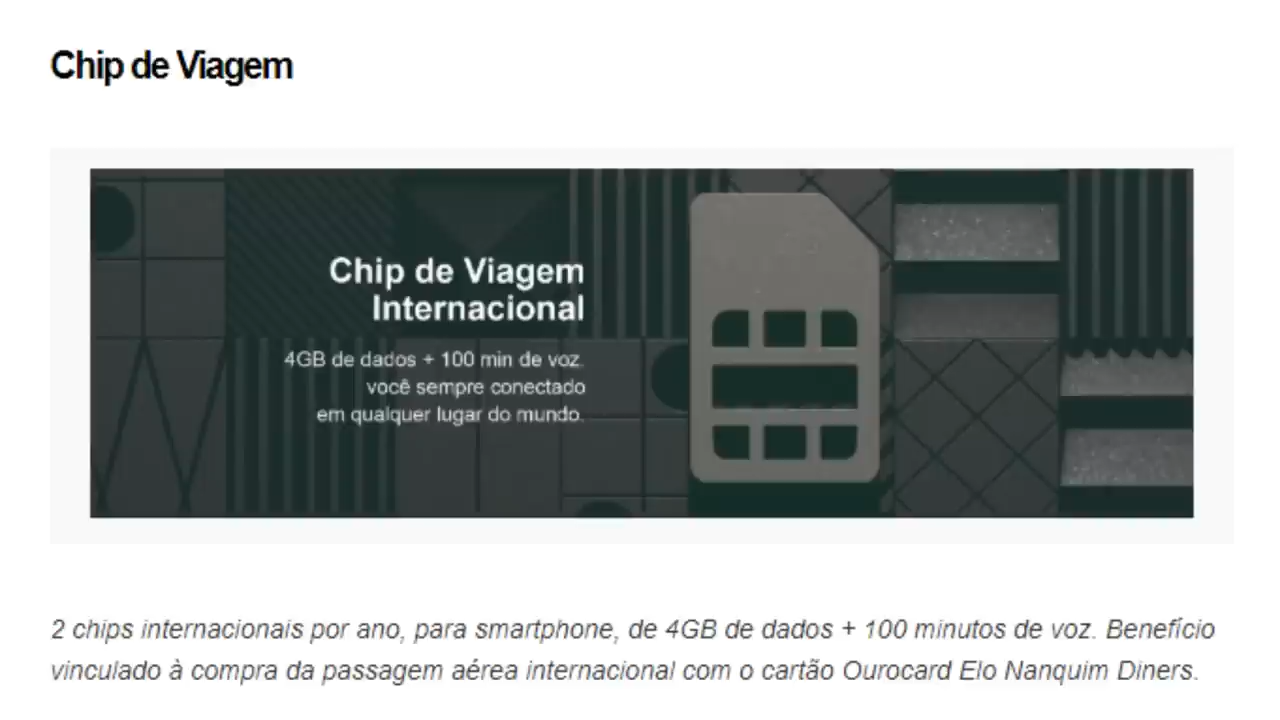 Chip de Viagem
Chip de Viagem
Internacional
4GB de dados + 100 min de voz.
você sempre conectado
em qualquer lugar do mundo.
2 chips internacionais por ano, para smartphone, de 4GB de dados + 100 minutos de voz. Benefício
vinculado à compra da passagem aérea internacional com o cartão Ourocard Elo Nanquim Diners.